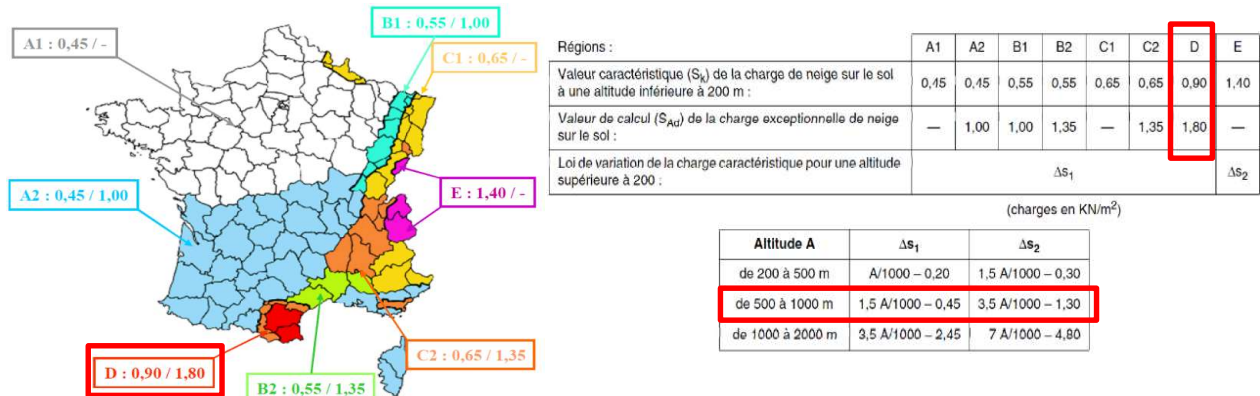 B1 : 0,55 / 1,00
A1 : 0,45 / -
C1 : 0,65 / -
A2 : 0,45 / 1,00
E : 1,40 / -
C2 : 0,65 / 1,35
D : 0,90 / 1,80
B2 : 0,55 / 1,35
Régions : A1 A2 B1 B2 C1 C2 D E
Valeur caractéristique (Sk) de la charge de neige sur le sol
à une altitude inférieure à 200 m : 0,45 0,45 0,55 0,55 0,65 0,65 0,90 1,40
Valeur de calcul (SAd) de la charge exceptionnelle de neige
sur le sol : — 1,00 1,00 1,35 — 1,35 1,80 —
Loi de variation de la charge caractéristique pour une altitude
supérieure à 200 : Δs1 Δs2
(charges en KN/m²)
Altitude A Δs1 Δs2
de 200 à 500 m A/1000 – 0,20 1,5 A/1000 – 0,30
de 500 à 1000 m 1,5 A/1000 – 0,45 3,5 A/1000 – 1,30
de 1000 à 2000 m 3,5 A/1000 – 2,45 7 A/1000 – 4,80